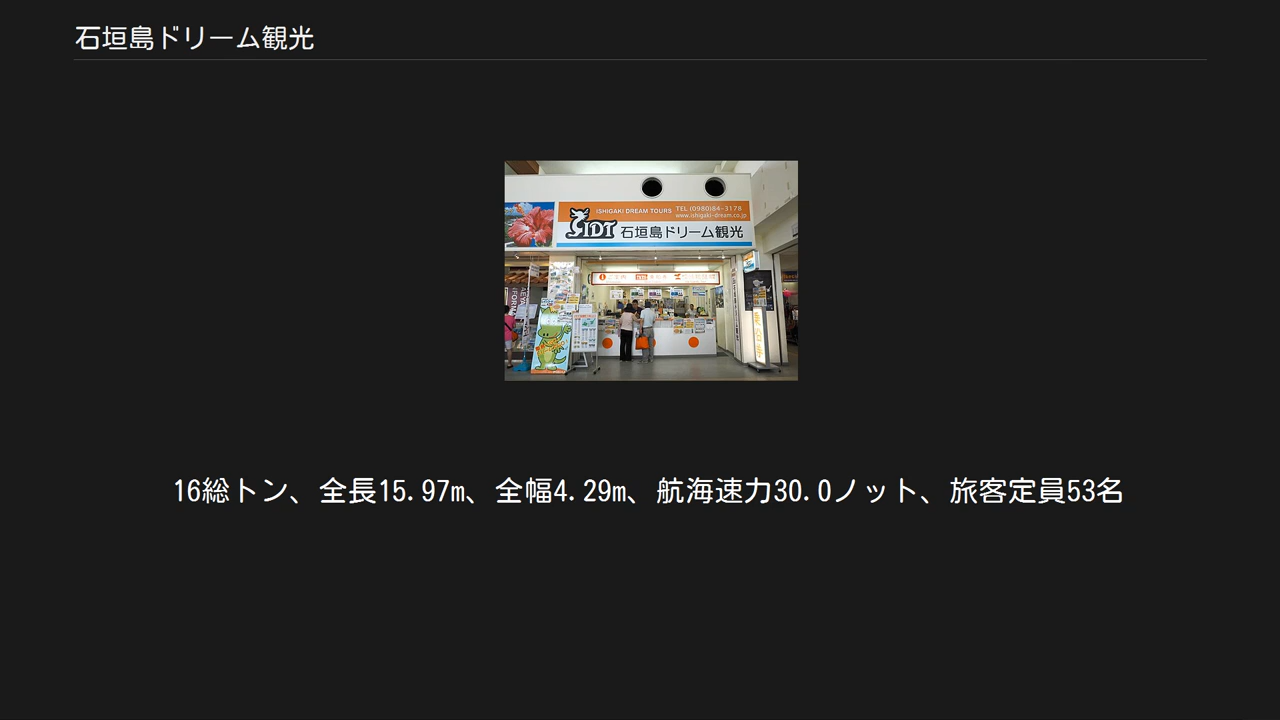 石垣島ドリーム観光
ISHIGAKI DREAM TOURS
TEL (0980)84-3178
www.ishigaki-dream.co.jp
IDT
石垣島ドリーム観光
16総トン、全長15.97m、全幅4.29m、航海速力30.0ノット、旅客定員53名